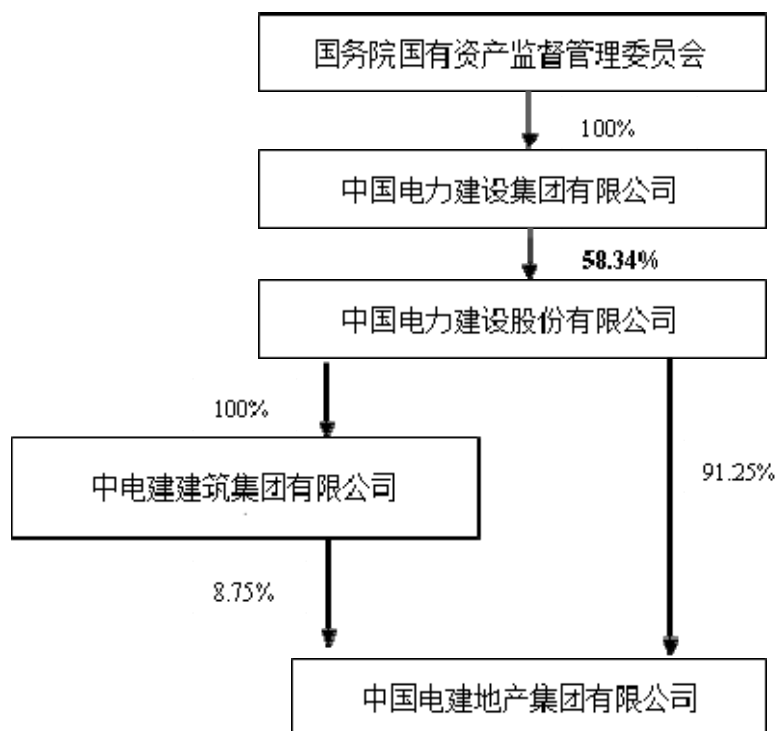 国务院国有资产监督管理委员会
100%
中国电力建设集团有限公司
58.34%
中国电力建设股份有限公司
100%
中电建建筑集团有限公司
91.25%
8.75%
中国电建地产集团有限公司